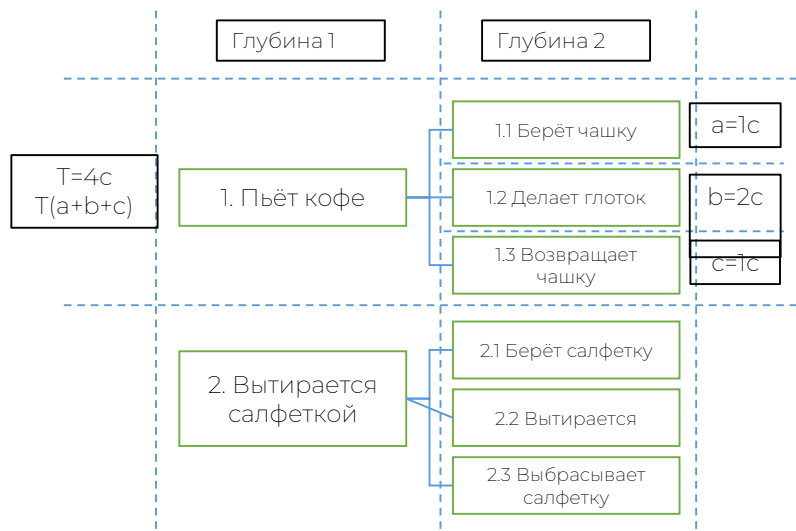 Глубина 1
Глубина 2
1.1 Берёт чашку
a=1c
T=4c
T(a+b+c)
1. Пьёт кофе
1.2 Делает глоток
b=2c
1.3 Возвращает
чашку
c=1c
2. Вытирается
салфеткой
2.1 Берёт салфетку
2.2 Вытирается
2.3 Выбрасывает
салфетку